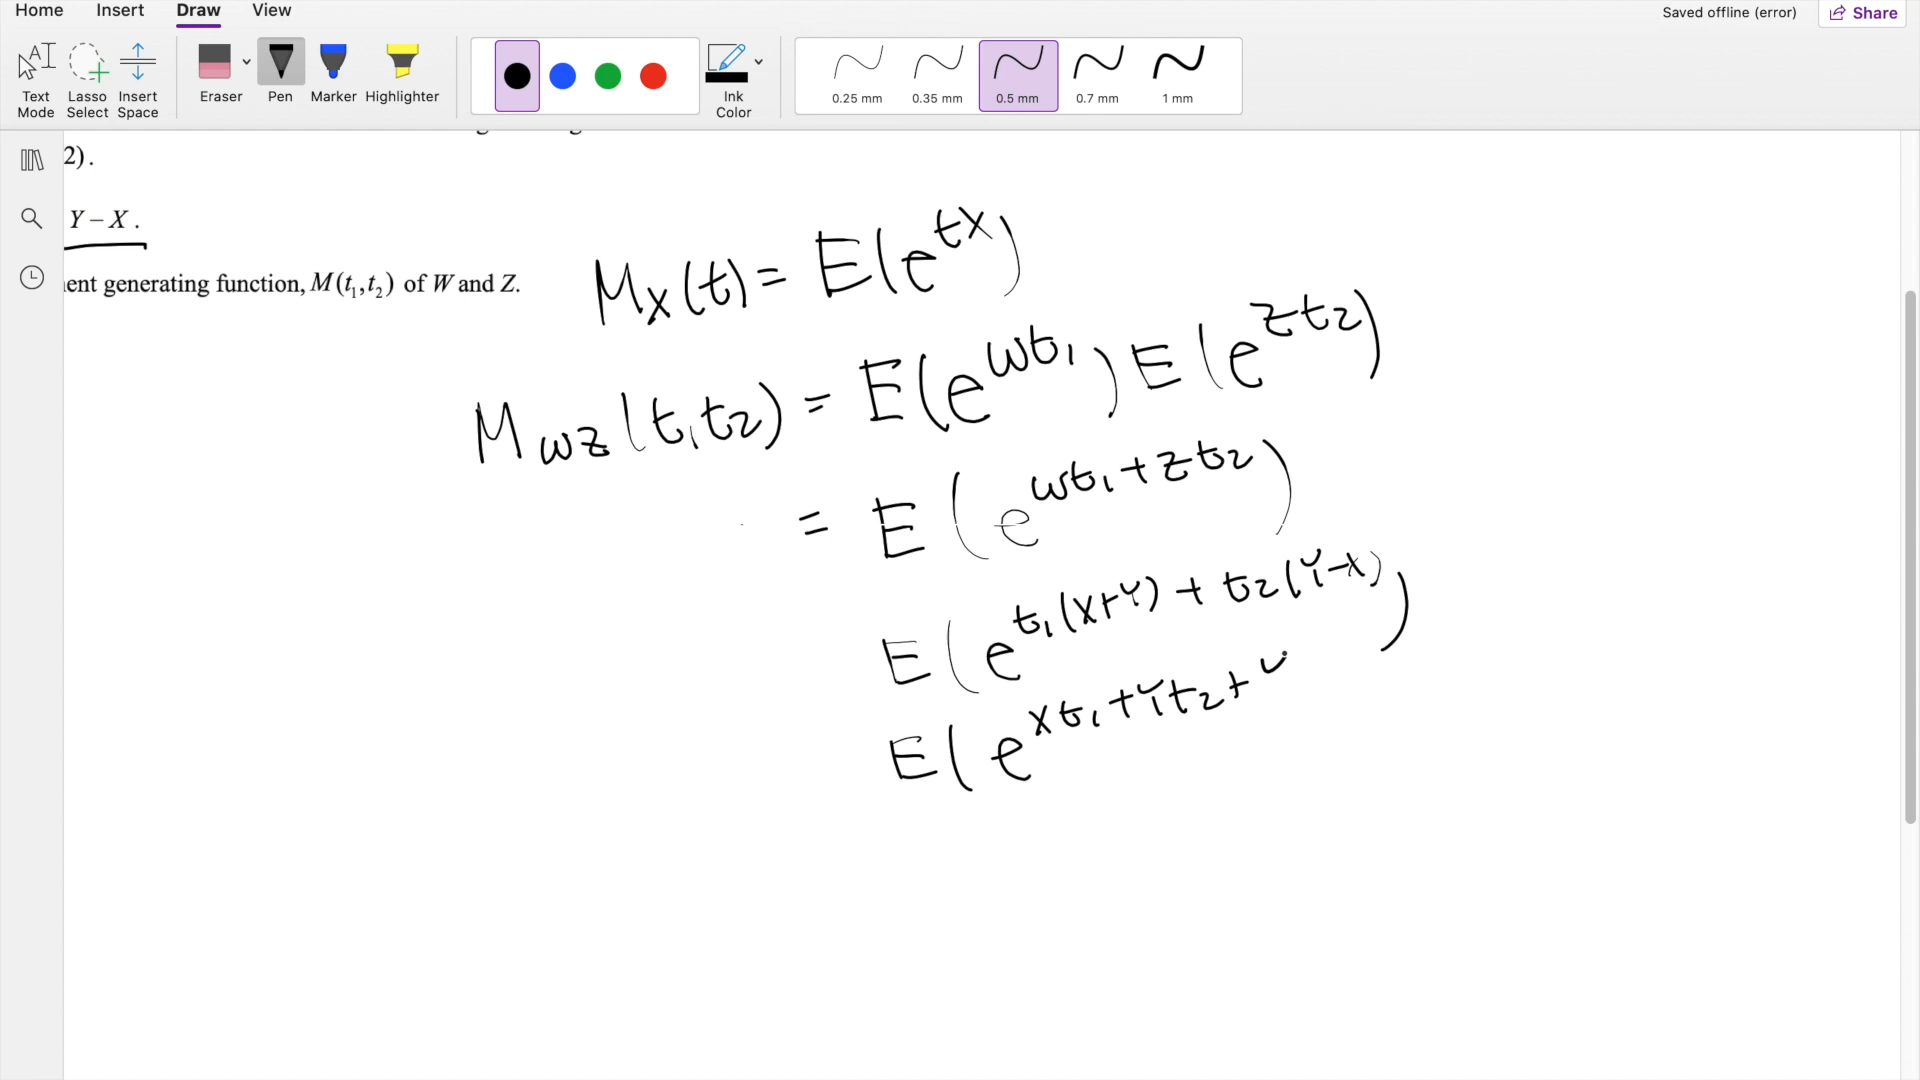 Home Insert Draw View
Saved offline (error) Share
Text Mode
Lasso Select
Insert Space
Eraser
Pen
Marker
Highlighter
Ink Color
0.25 mm
0.35 mm
0.5 mm
0.7 mm
1 mm
2).
Y – X .
ent generating function, M(t₁,t₂) of W and Z.
Mx(t) = E(e^tX)
Mwz(t₁t₂) = E(e^wt₁) E(e^zt₂)
= E(e^wt₁+zt₂)
E(e^t₁(X+Y) + t₂(Y-X))
E(e^Xt₁+Yt₂+